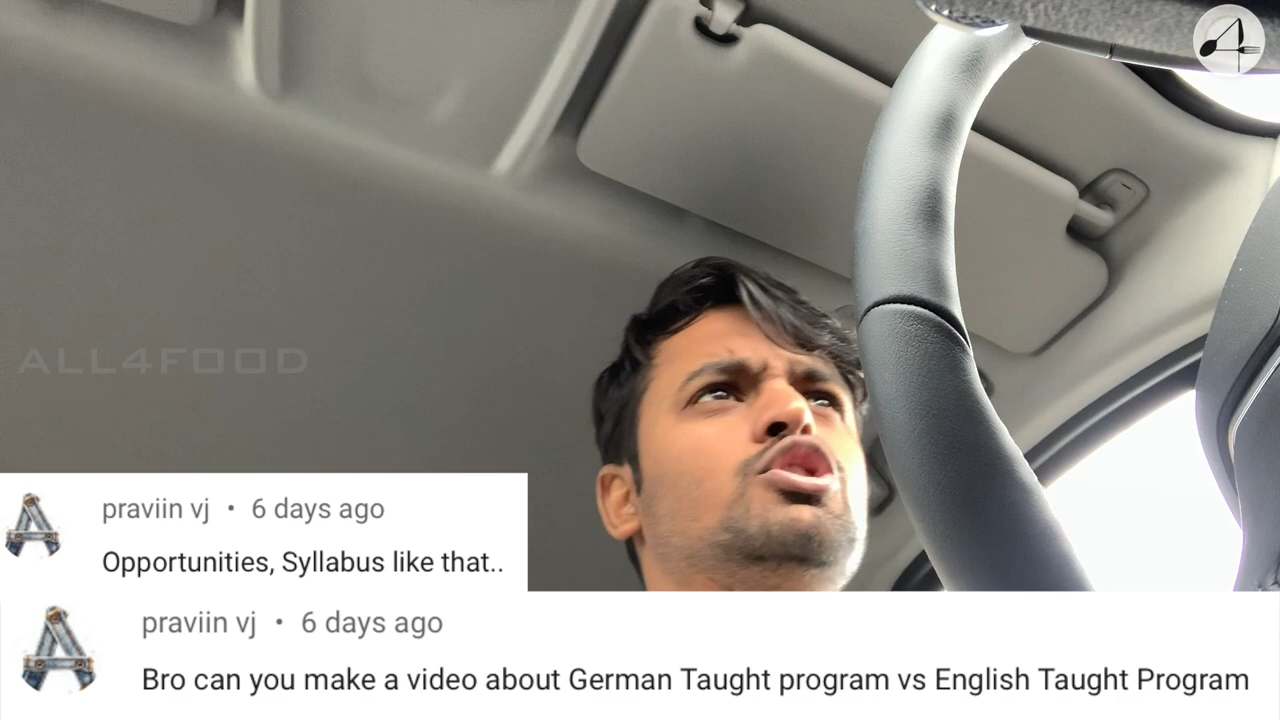 ALL4FOOD
praviin vj • 6 days ago
Opportunities, Syllabus like that..
praviin vj • 6 days ago
Bro can you make a video about German Taught program vs English Taught Program